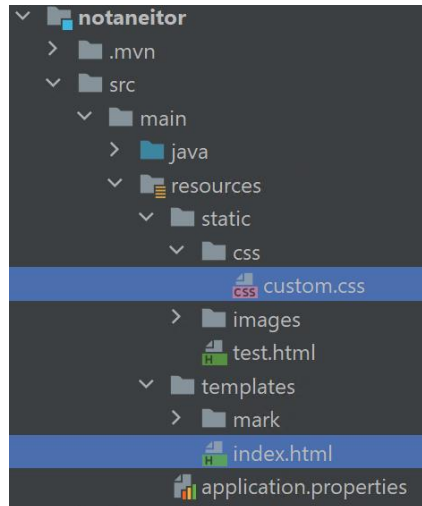 notaneitor
.mvn
src
main
java
resources
static
css
CSS custom.css
images
H test.html
templates
mark
H index.html
application.properties